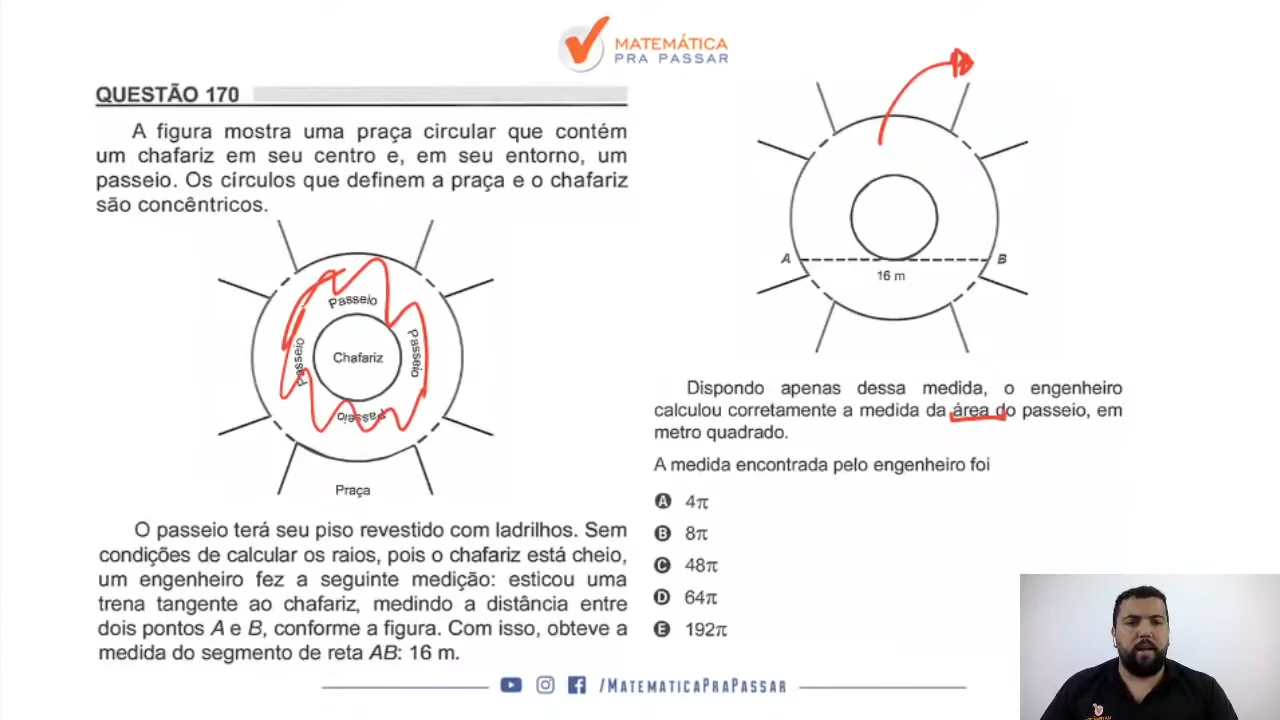 MATEMÁTICA
PRA PASSAR
QUESTÃO 170
A figura mostra uma praça circular que contém
um chafariz em seu centro e, em seu entorno, um
passeio. Os círculos que definem a praça e o chafariz
são concêntricos.
Passeio
Passeio
Chafariz
Passeio
Passeio
Praça
O passeio terá seu piso revestido com ladrilhos. Sem
condições de calcular os raios, pois o chafariz está cheio,
um engenheiro fez a seguinte medição: esticou uma
trena tangente ao chafariz, medindo a distância entre
dois pontos A e B, conforme a figura. Com isso, obteve a
medida do segmento de reta AB: 16 m.
A
B
16 m
Dispondo apenas dessa medida, o engenheiro
calculou corretamente a medida da área do passeio, em
metro quadrado.
A medida encontrada pelo engenheiro foi
A 4π
B 8π
C 48π
D 64π
E 192π
/MATEMATICAPRAPASSAR